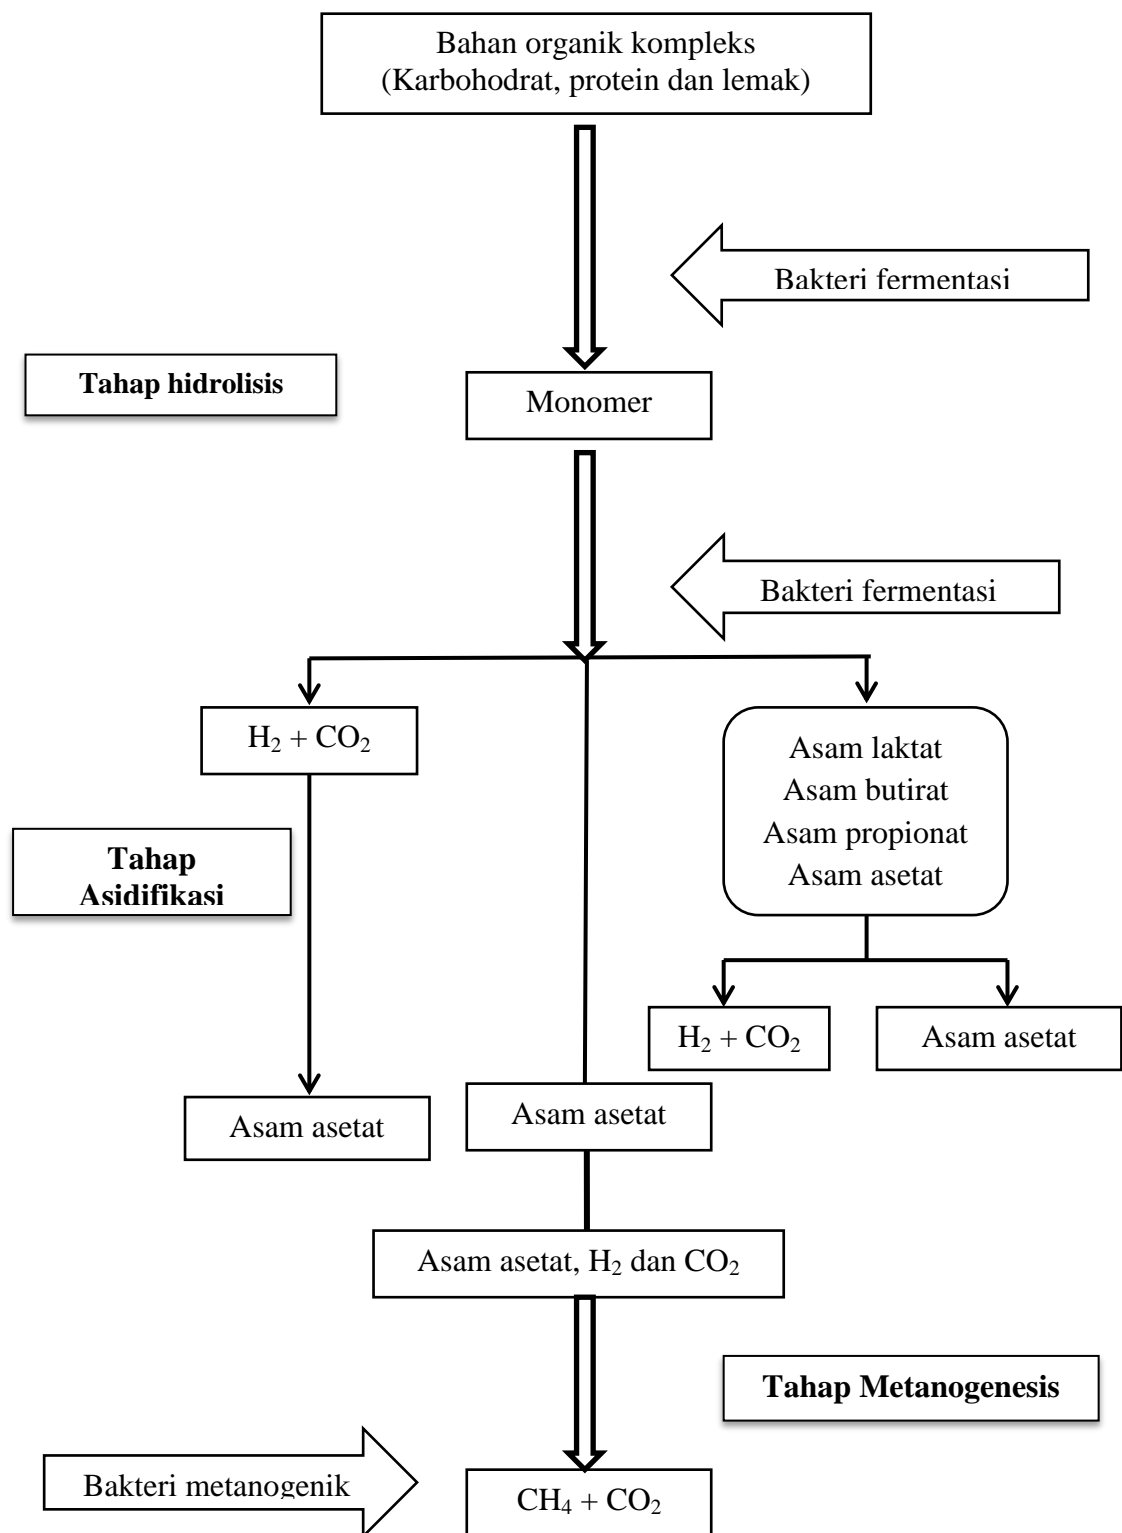 Bahan organik kompleks
(Karbohodrat, protein dan lemak)
Bakteri fermentasi
Tahap hidrolisis
Monomer
Bakteri fermentasi
H₂ + CO₂
Asam laktat
Asam butirat
Asam propionat
Asam asetat
Tahap
Asidifikasi
H₂ + CO₂
Asam asetat
Asam asetat
Asam asetat
Asam asetat, H₂ dan CO₂
Tahap Metanogenesis
Bakteri metanogenik
CH₄ + CO₂